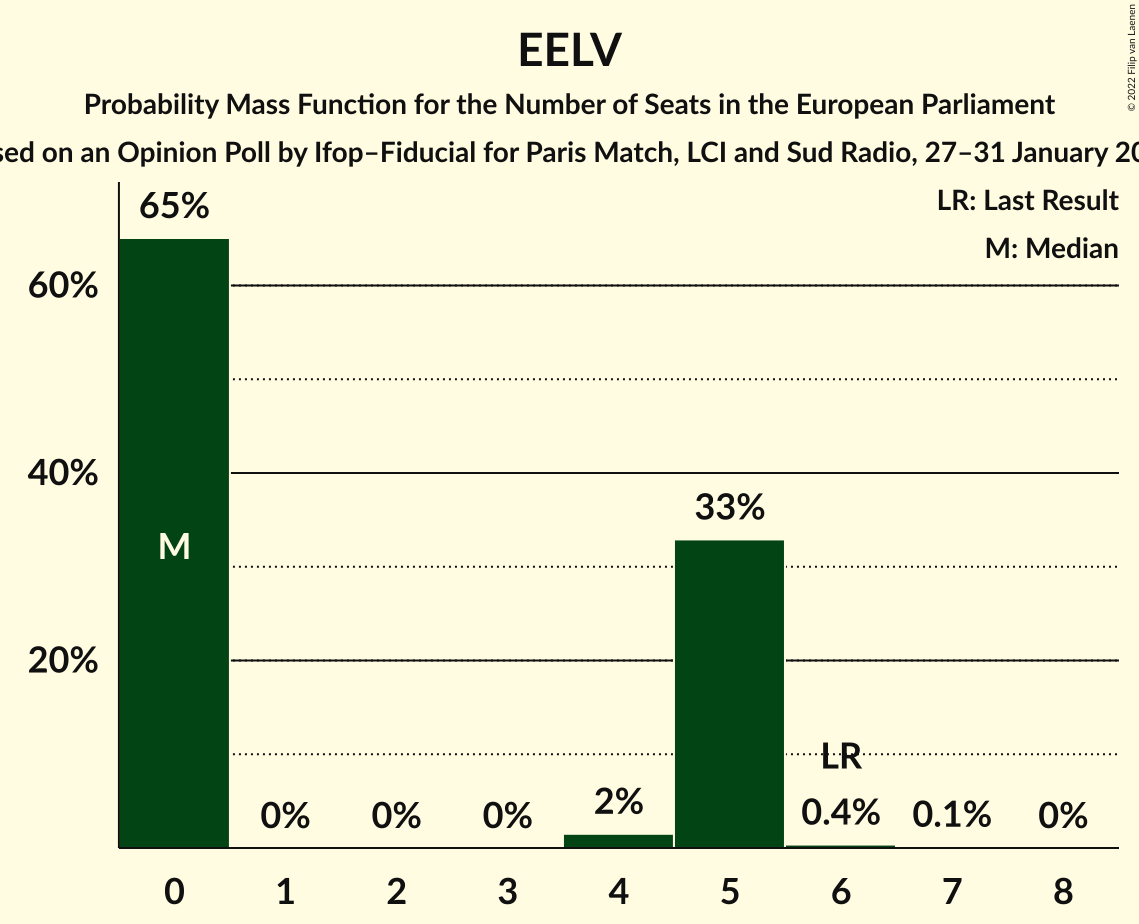 EELV
Probability Mass Function for the Number of Seats in the European Parliament
on an Opinion Poll by Ifop–Fiducial for Paris Match, LCI and Sud Radio, 27–31 January
© 2022 Filip van Laenen
LR: Last Result
M: Median
65%
60%
40%
33%
M
20%
LR
0%
0%
0%
2%
0.4%
0.1%
0%
0
1
2
3
4
5
6
7
8